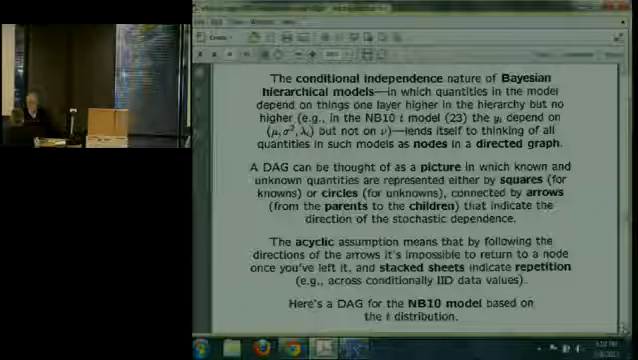 The conditional independence nature of Bayesian
hierarchical models—in which quantities in the model
depend on things one layer higher in the hierarchy but no
higher (e.g., in the NB10 t model (23) the yᵢ depend on
(μ, σ², λᵢ) but not on ν)—lends itself to thinking of all
quantities in such models as nodes in a directed graph.
A DAG can be thought of as a picture in which known and
unknown quantities are represented either by squares (for
knowns) or circles (for unknowns), connected by arrows
(from the parents to the children) that indicate the
direction of the stochastic dependence.
The acyclic assumption means that by following the
directions of the arrows it's impossible to return to a node
once you've left it, and stacked sheets indicate repetition
(e.g., across conditionally IID data values).
Here's a DAG for the NB10 model based on
the t distribution.